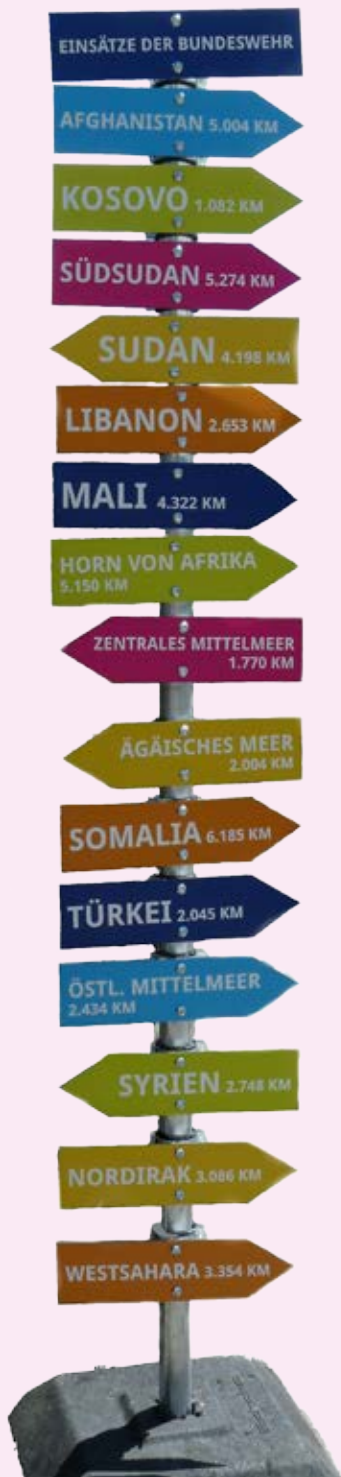 EINSÄTZE DER BUNDESWEHR
AFGHANISTAN 5.004 KM
KOSOVO 1.082 KM
SÜDSUDAN 5.274 KM
SUDAN 4.198 KM
LIBANON 2.653 KM
MALI 4.322 KM
HORN VON AFRIKA
5.150 KM
ZENTRALES MITTELMEER
1.770 KM
ÄGÄISCHES MEER
2.004 KM
SOMALIA 6.185 KM
TÜRKEI 2.045 KM
ÖSTL. MITTELMEER
2.434 KM
SYRIEN 2.748 KM
NORDIRAK 3.086 KM
WESTSAHARA 3.354 KM